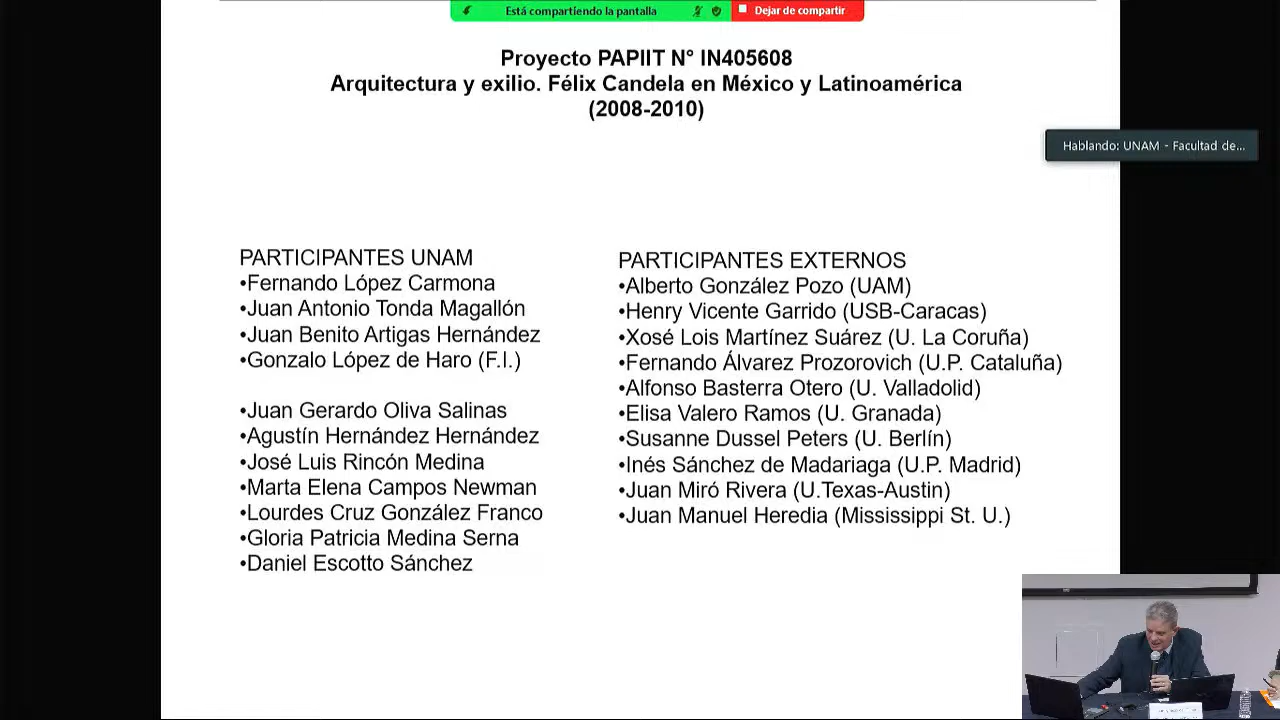 Está compartiendo la pantalla
Dejar de compartir
Proyecto PAPIIT N° IN405608
Arquitectura y exilio. Félix Candela en México y Latinoamérica
(2008-2010)
Hablando: UNAM - Facultad de...
PARTICIPANTES UNAM
•Fernando López Carmona
•Juan Antonio Tonda Magallón
•Juan Benito Artigas Hernández
•Gonzalo López de Haro (F.I.)
•Juan Gerardo Oliva Salinas
•Agustín Hernández Hernández
•José Luis Rincón Medina
•Marta Elena Campos Newman
•Lourdes Cruz González Franco
•Gloria Patricia Medina Serna
•Daniel Escotto Sánchez
PARTICIPANTES EXTERNOS
•Alberto González Pozo (UAM)
•Henry Vicente Garrido (USB-Caracas)
•Xosé Lois Martínez Suárez (U. La Coruña)
•Fernando Álvarez Prozorovich (U.P. Cataluña)
•Alfonso Basterra Otero (U. Valladolid)
•Elisa Valero Ramos (U. Granada)
•Susanne Dussel Peters (U. Berlín)
•Inés Sánchez de Madariaga (U.P. Madrid)
•Juan Miró Rivera (U.Texas-Austin)
•Juan Manuel Heredia (Mississippi St. U.)